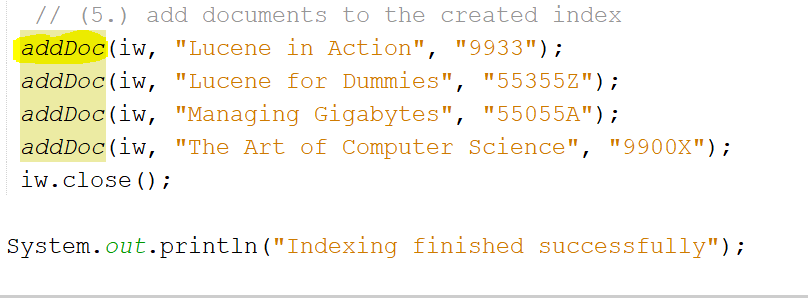 // (5.) add documents to the created index
addDoc(iw, "Lucene in Action", "9933");
addDoc(iw, "Lucene for Dummies", "55355Z");
addDoc(iw, "Managing Gigabytes", "55055A");
addDoc(iw, "The Art of Computer Science", "9900X");
iw.close();
System.out.println("Indexing finished successfully");